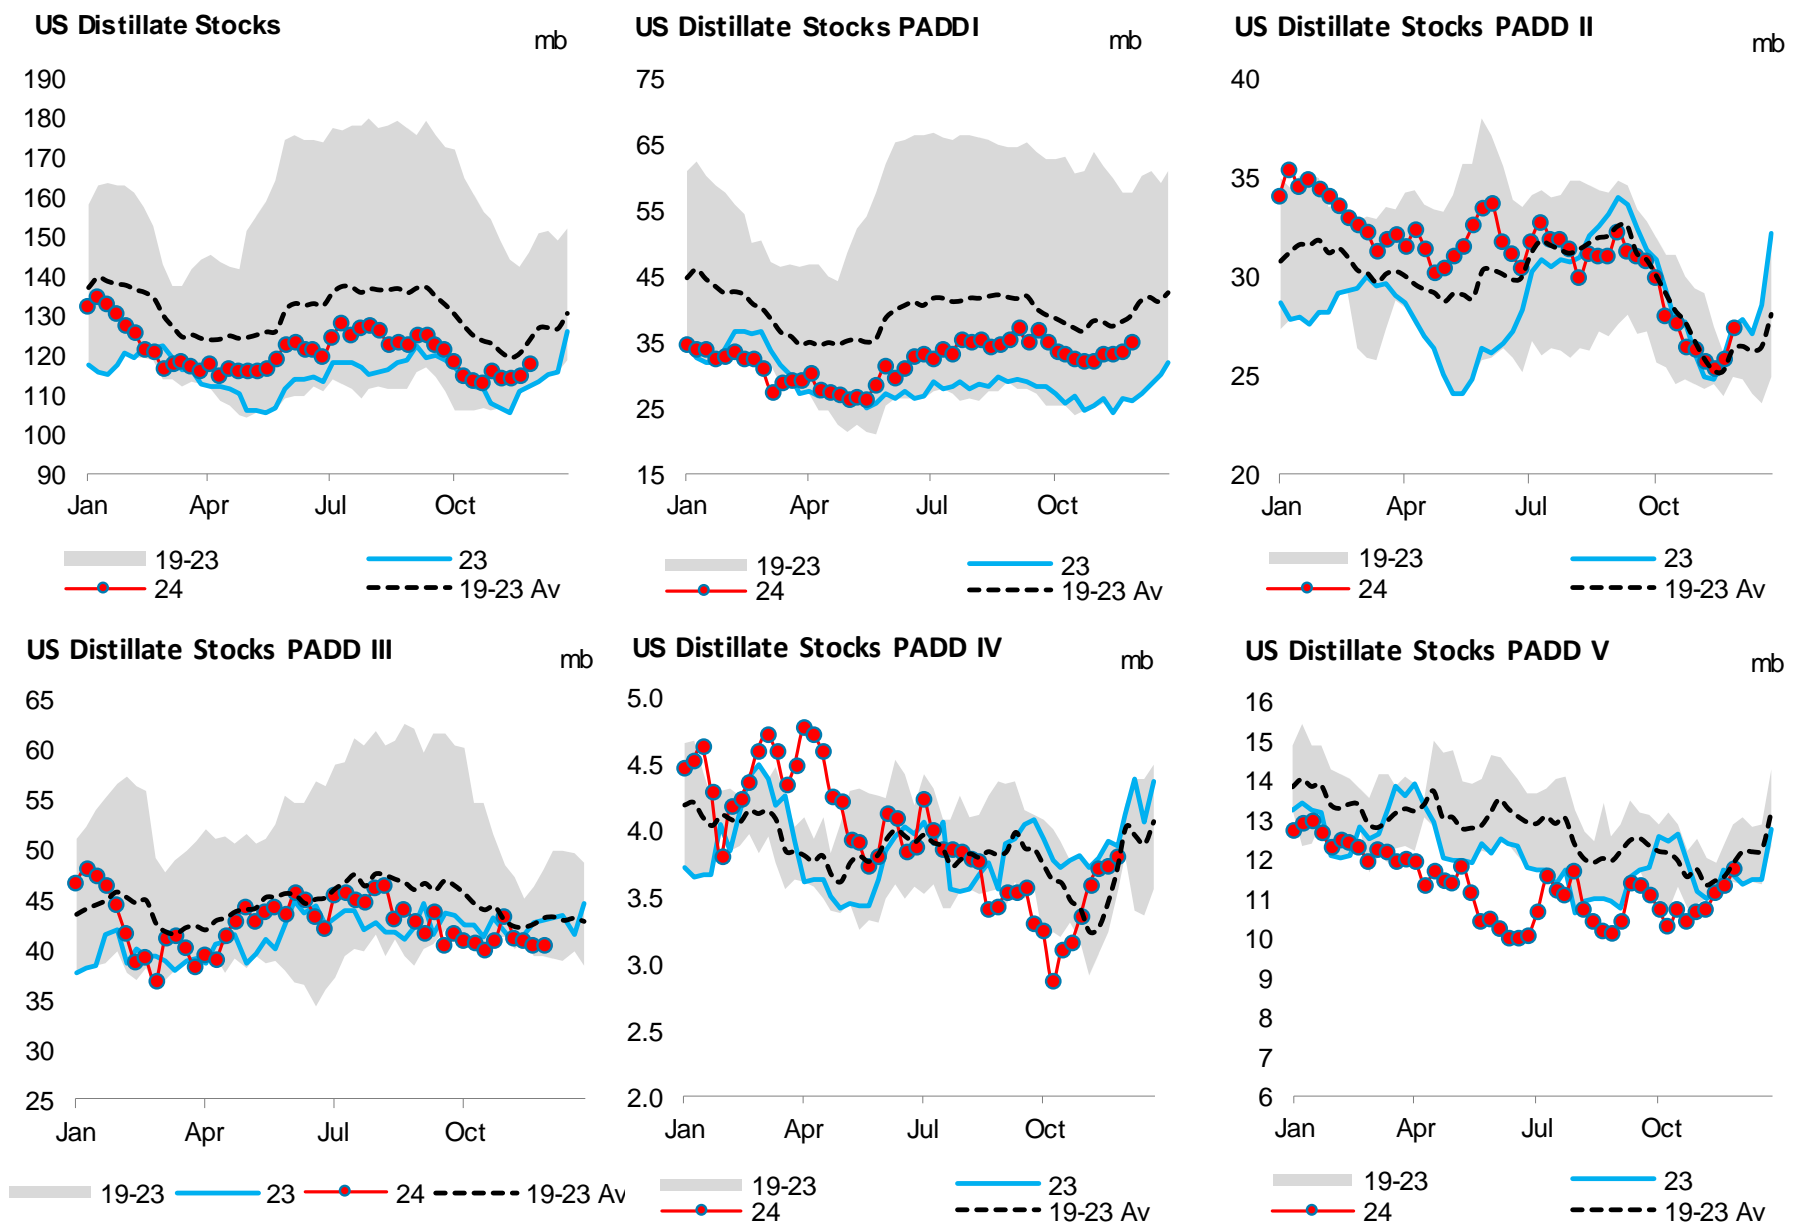 US Distillate Stocks
mb
190
180
170
160
150
140
130
120
110
100
90
Jan Apr Jul Oct
19-23 23
24 19-23 Av
US Distillate Stocks PADDI
mb
75
65
55
45
35
25
15
Jan Apr Jul Oct
19-23 23
24 19-23 Av
US Distillate Stocks PADD II
mb
40
35
30
25
20
Jan Apr Jul Oct
19-23 23
24 19-23 Av
US Distillate Stocks PADD III
mb
65
60
55
50
45
40
35
30
25
Jan Apr Jul Oct
19-23 23 24 19-23 Av
US Distillate Stocks PADD IV
mb
5.0
4.5
4.0
3.5
3.0
2.5
2.0
Jan Apr Jul Oct
19-23 23
24 19-23 Av
US Distillate Stocks PADD V
mb
16
15
14
13
12
11
10
9
8
7
6
Jan Apr Jul Oct
19-23 23
24 19-23 Av